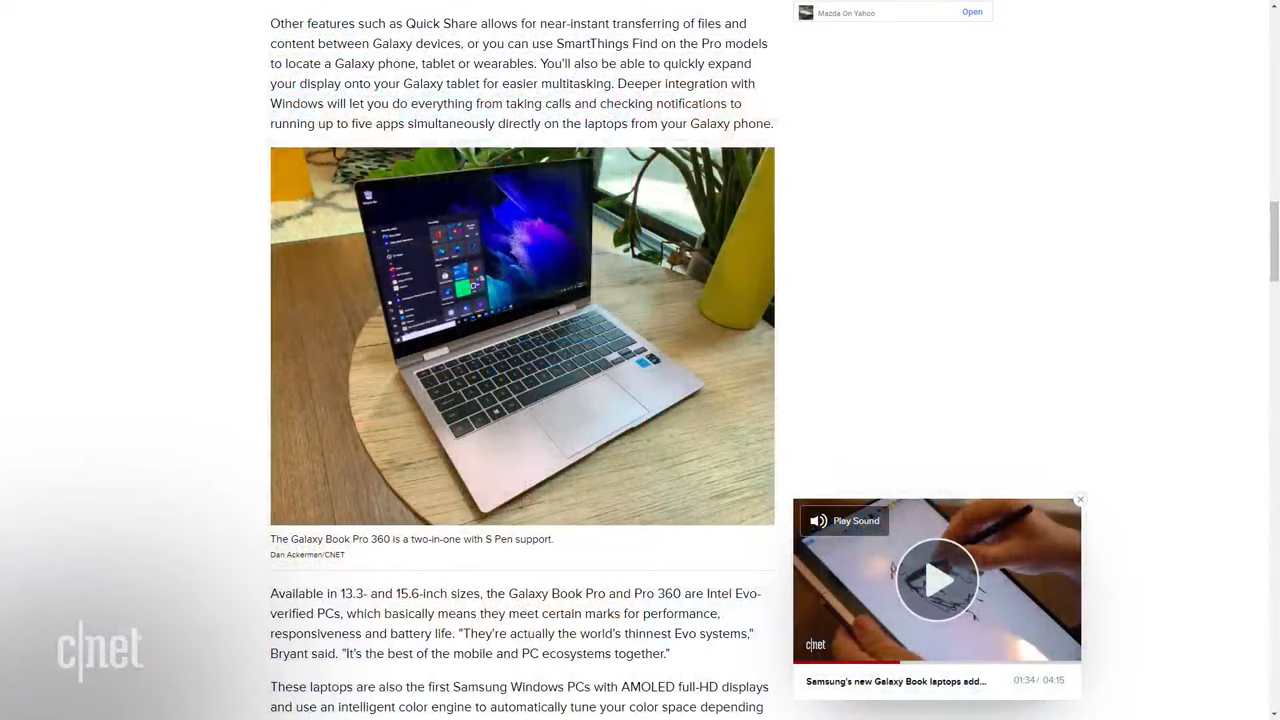 Other features such as Quick Share allows for near-instant transferring of files and
content between Galaxy devices, or you can use SmartThings Find on the Pro models
to locate a Galaxy phone, tablet or wearables. You'll also be able to quickly expand
your display onto your Galaxy tablet for easier multitasking. Deeper integration with
Windows will let you do everything from taking calls and checking notifications to
running up to five apps simultaneously directly on the laptops from your Galaxy phone.
The Galaxy Book Pro 360 is a two-in-one with S Pen support.
Dan Ackerman/CNET
Available in 13.3- and 15.6-inch sizes, the Galaxy Book Pro and Pro 360 are Intel Evo-
verified PCs, which basically means they meet certain marks for performance,
responsiveness and battery life. "They're actually the world's thinnest Evo systems,"
Bryant said. "It's the best of the mobile and PC ecosystems together."
These laptops are also the first Samsung Windows PCs with AMOLED full-HD displays
and use an intelligent color engine to automatically tune your color space depending
Mazda On Yahoo
Open
Play Sound
c|net
Samsung's new Galaxy Book laptops add...
01:34 / 04:15
c|net